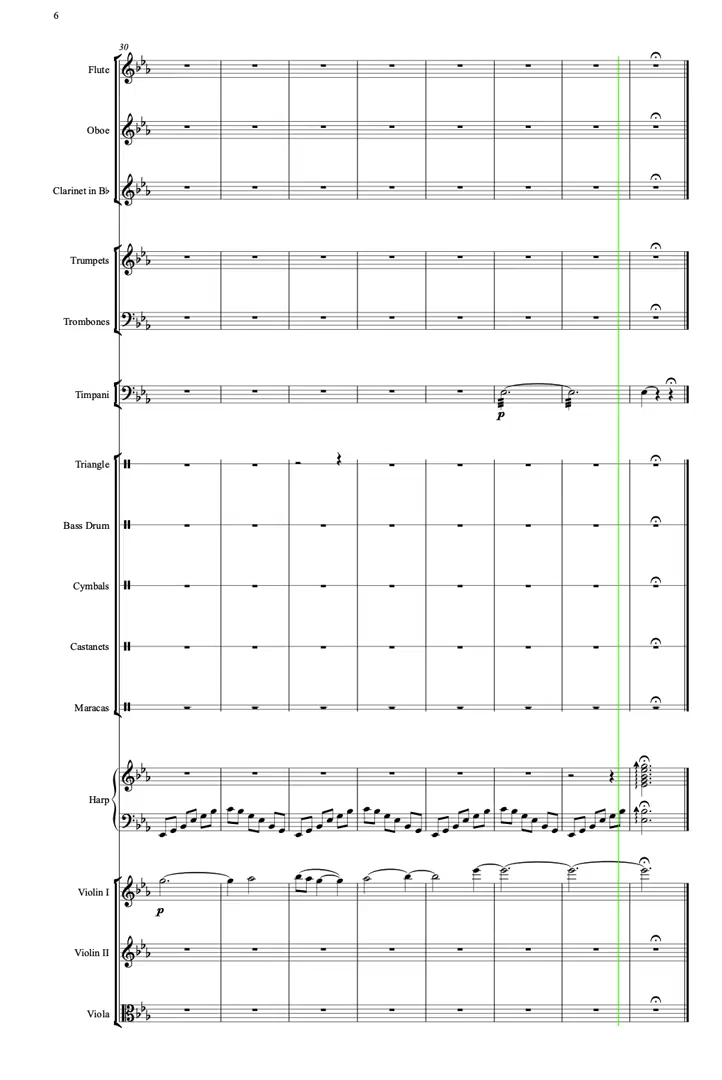 6
30
Flute
Oboe
Clarinet in B♭
Trumpets
Trombones
Timpani
p
Triangle
Bass Drum
Cymbals
Castanets
Maracas
Harp
Violin I
p
Violin II
Viola